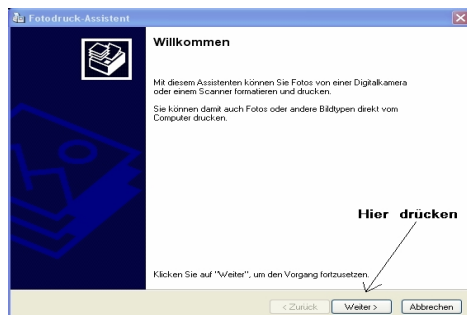 Fotodruck-Assistent
Willkommen
Mit diesem Assistenten können Sie Fotos von einer Digitalkamera
oder einem Scanner formatieren und drucken.
Sie können damit auch Fotos oder andere Bildtypen direkt vom
Computer drucken.
Hier drücken
Klicken Sie auf "Weiter", um den Vorgang fortzusetzen.
< Zurück Weiter > Abbrechen